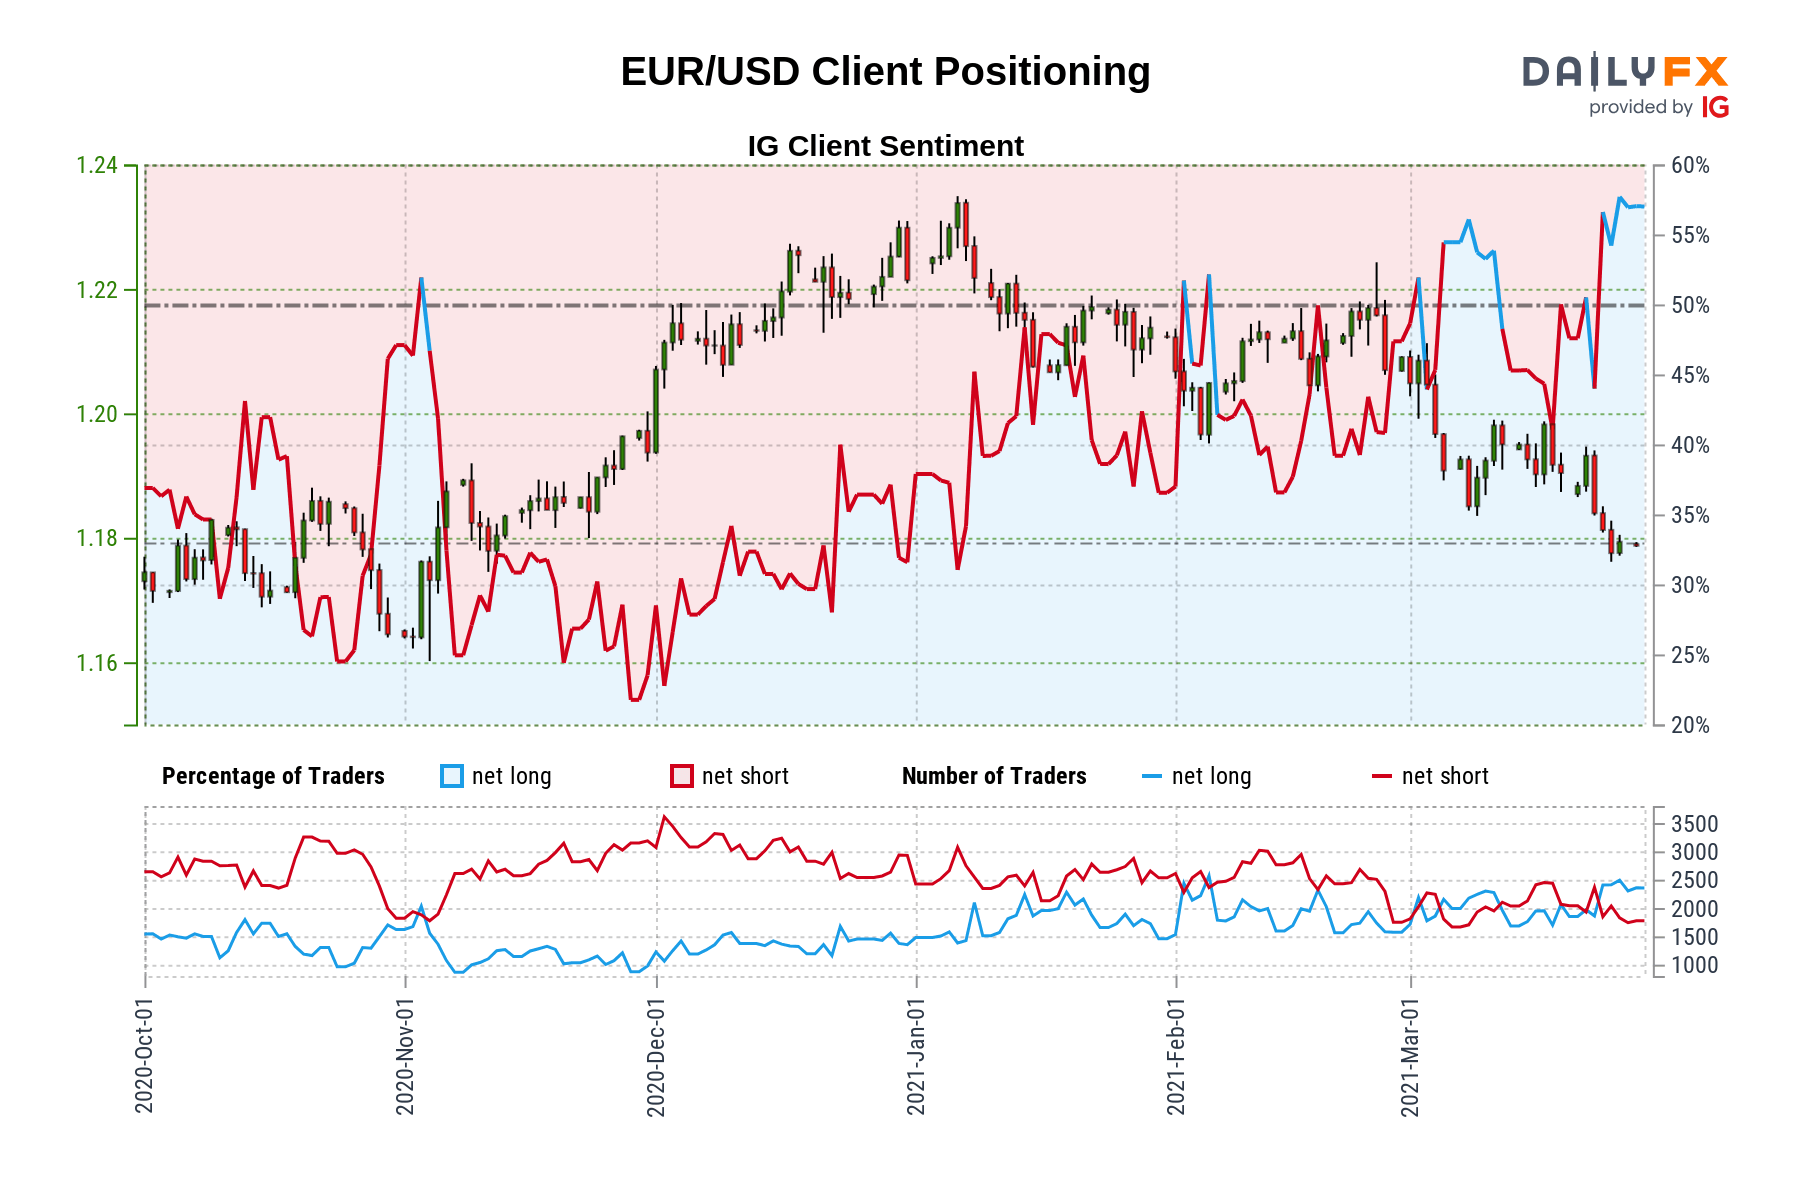 EUR/USD Client Positioning
DAILYFX
provided by IG
IG Client Sentiment
1.24
1.22
1.20
1.18
1.16
60%
55%
50%
45%
40%
35%
30%
25%
20%
Percentage of Traders net long net short Number of Traders net long net short
3500
3000
2500
2000
1500
1000
2020-Oct-01
2020-Nov-01
2020-Dec-01
2021-Jan-01
2021-Feb-01
2021-Mar-01